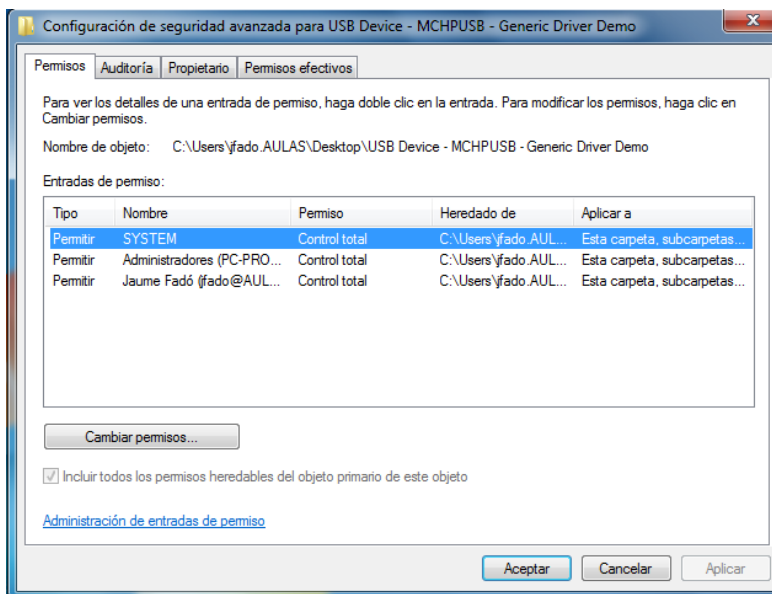 Configuración de seguridad avanzada para USB Device - MCHPUSB - Generic Driver Demo
Permisos Auditoría Propietario Permisos efectivos
Para ver los detalles de una entrada de permiso, haga doble clic en la entrada. Para modificar los permisos, haga clic en
Cambiar permisos.
Nombre de objeto: C:\Users\jfado.AULAS\Desktop\USB Device - MCHPUSB - Generic Driver Demo
Entradas de permiso:
Tipo Nombre Permiso Heredado de Aplicar a
Permitir SYSTEM Control total C:\Users\jfado.AUL... Esta carpeta, subcarpetas...
Permitir Administradores (PC-PRO... Control total C:\Users\jfado.AUL... Esta carpeta, subcarpetas...
Permitir Jaume Fadó (jfado@AUL... Control total C:\Users\jfado.AUL... Esta carpeta, subcarpetas...
Cambiar permisos...
Incluir todos los permisos heredables del objeto primario de este objeto
Administración de entradas de permiso
Aceptar Cancelar Aplicar